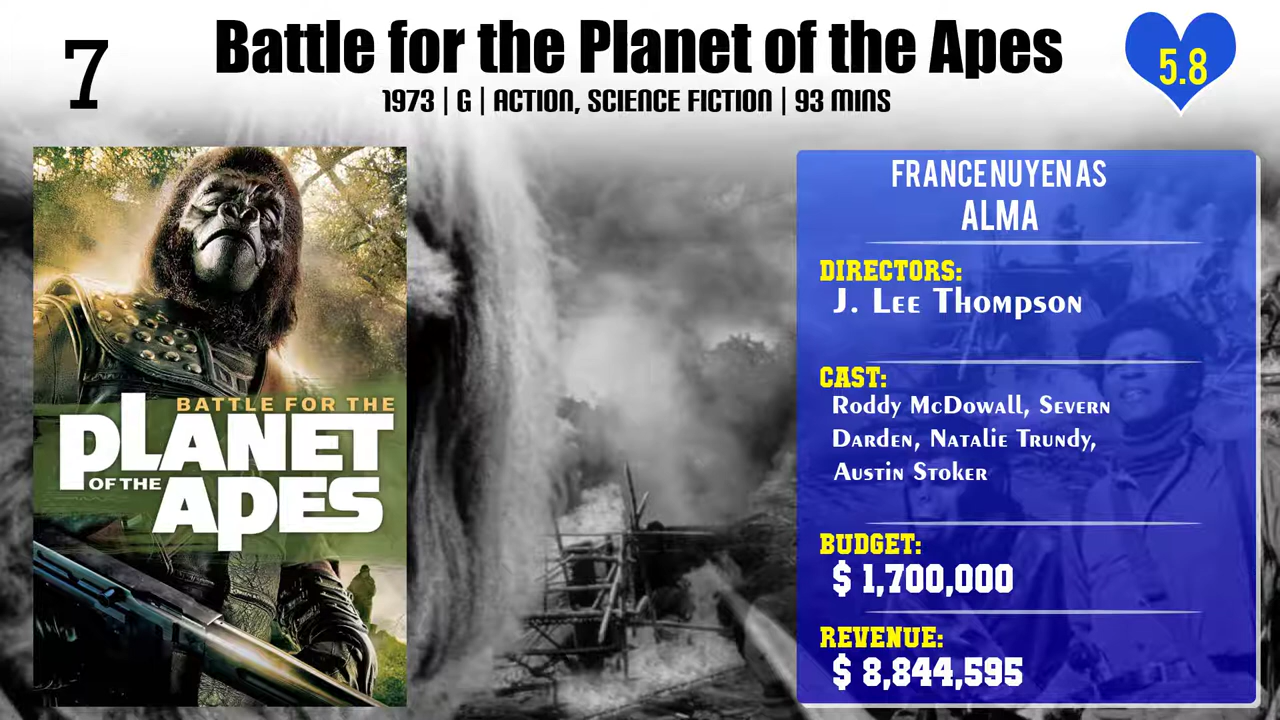 7
Battle for the Planet of the Apes
5.8
1973 | G | ACTION, SCIENCE FICTION | 93 MINS
BATTLE FOR THE
PLANET
OF THE
APES
FRANCE NUYEN AS
ALMA
DIRECTORS:
J. Lee Thompson
CAST:
Roddy McDowall, Severn
Darden, Natalie Trundy,
Austin Stoker
BUDGET:
$ 1,700,000
REVENUE:
$ 8,844,595